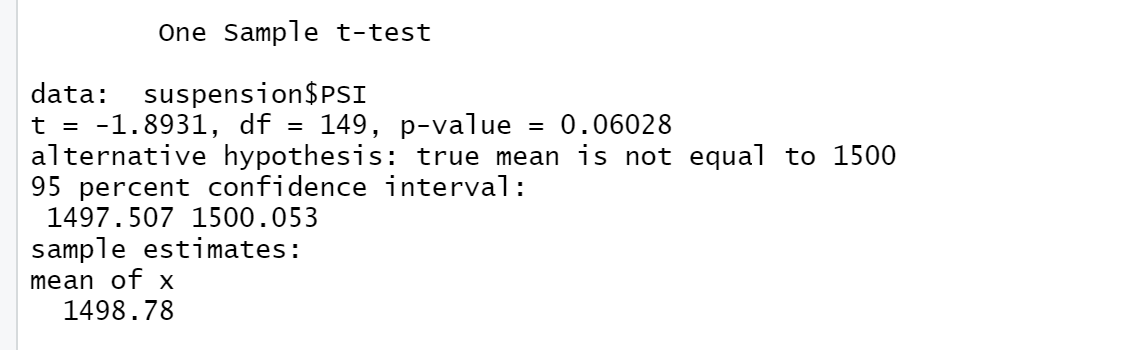 One Sample t-test
data: suspension$PSI
t = -1.8931, df = 149, p-value = 0.06028
alternative hypothesis: true mean is not equal to 1500
95 percent confidence interval:
1497.507 1500.053
sample estimates:
mean of x
1498.78